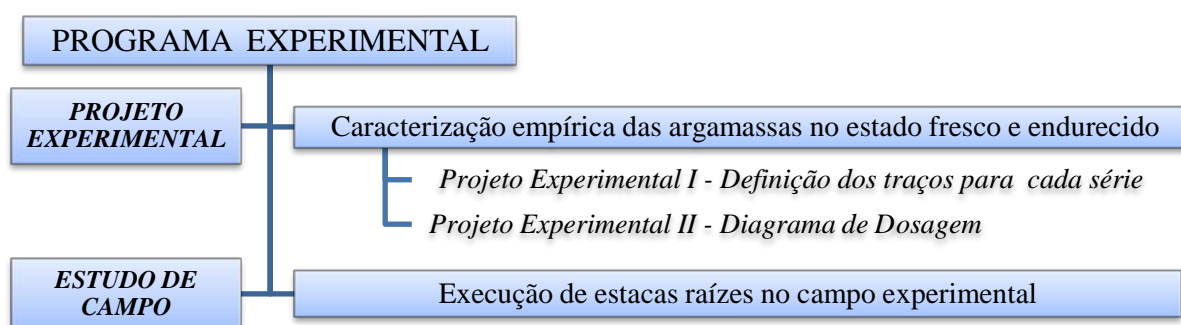 PROGRAMA EXPERIMENTAL
PROJETO
EXPERIMENTAL
Caracterização empírica das argamassas no estado fresco e endurecido
Projeto Experimental I - Definição dos traços para cada série
Projeto Experimental II - Diagrama de Dosagem
ESTUDO DE
CAMPO
Execução de estacas raízes no campo experimental